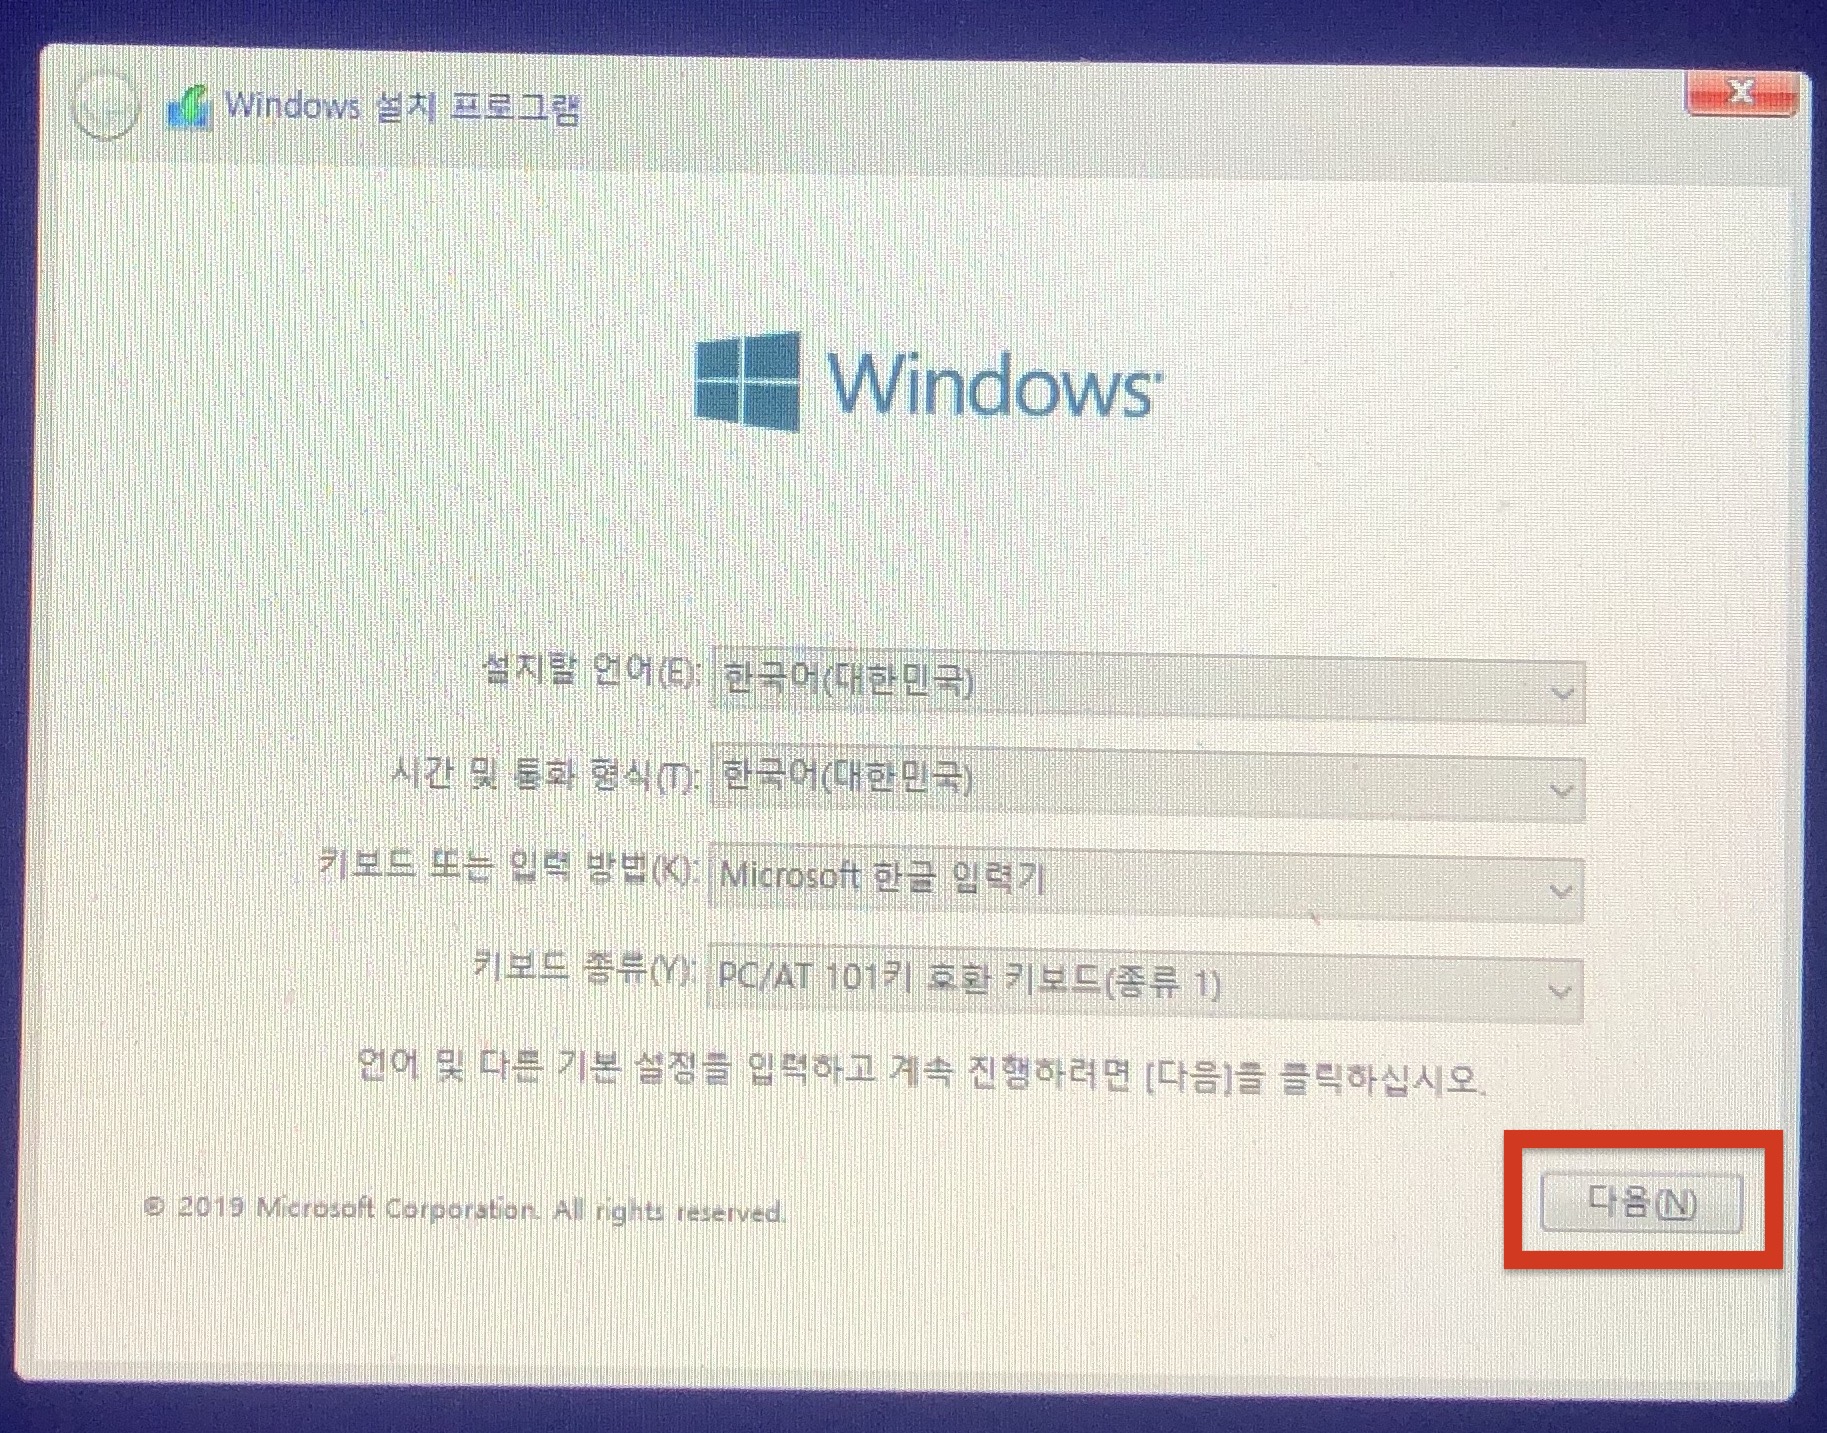 Windows 설치 프로그램
Windows
설치할 언어(E): 한국어(대한민국)
시간 및 통화 형식(T): 한국어(대한민국)
키보드 또는 입력 방법(K): Microsoft 한글 입력기
키보드 종류(Y): PC/AT 101키 호환 키보드(종류 1)
언어 및 다른 기본 설정을 입력하고 계속 진행하려면 [다음]을 클릭하십시오.
© 2019 Microsoft Corporation. All rights reserved.
다음(N)